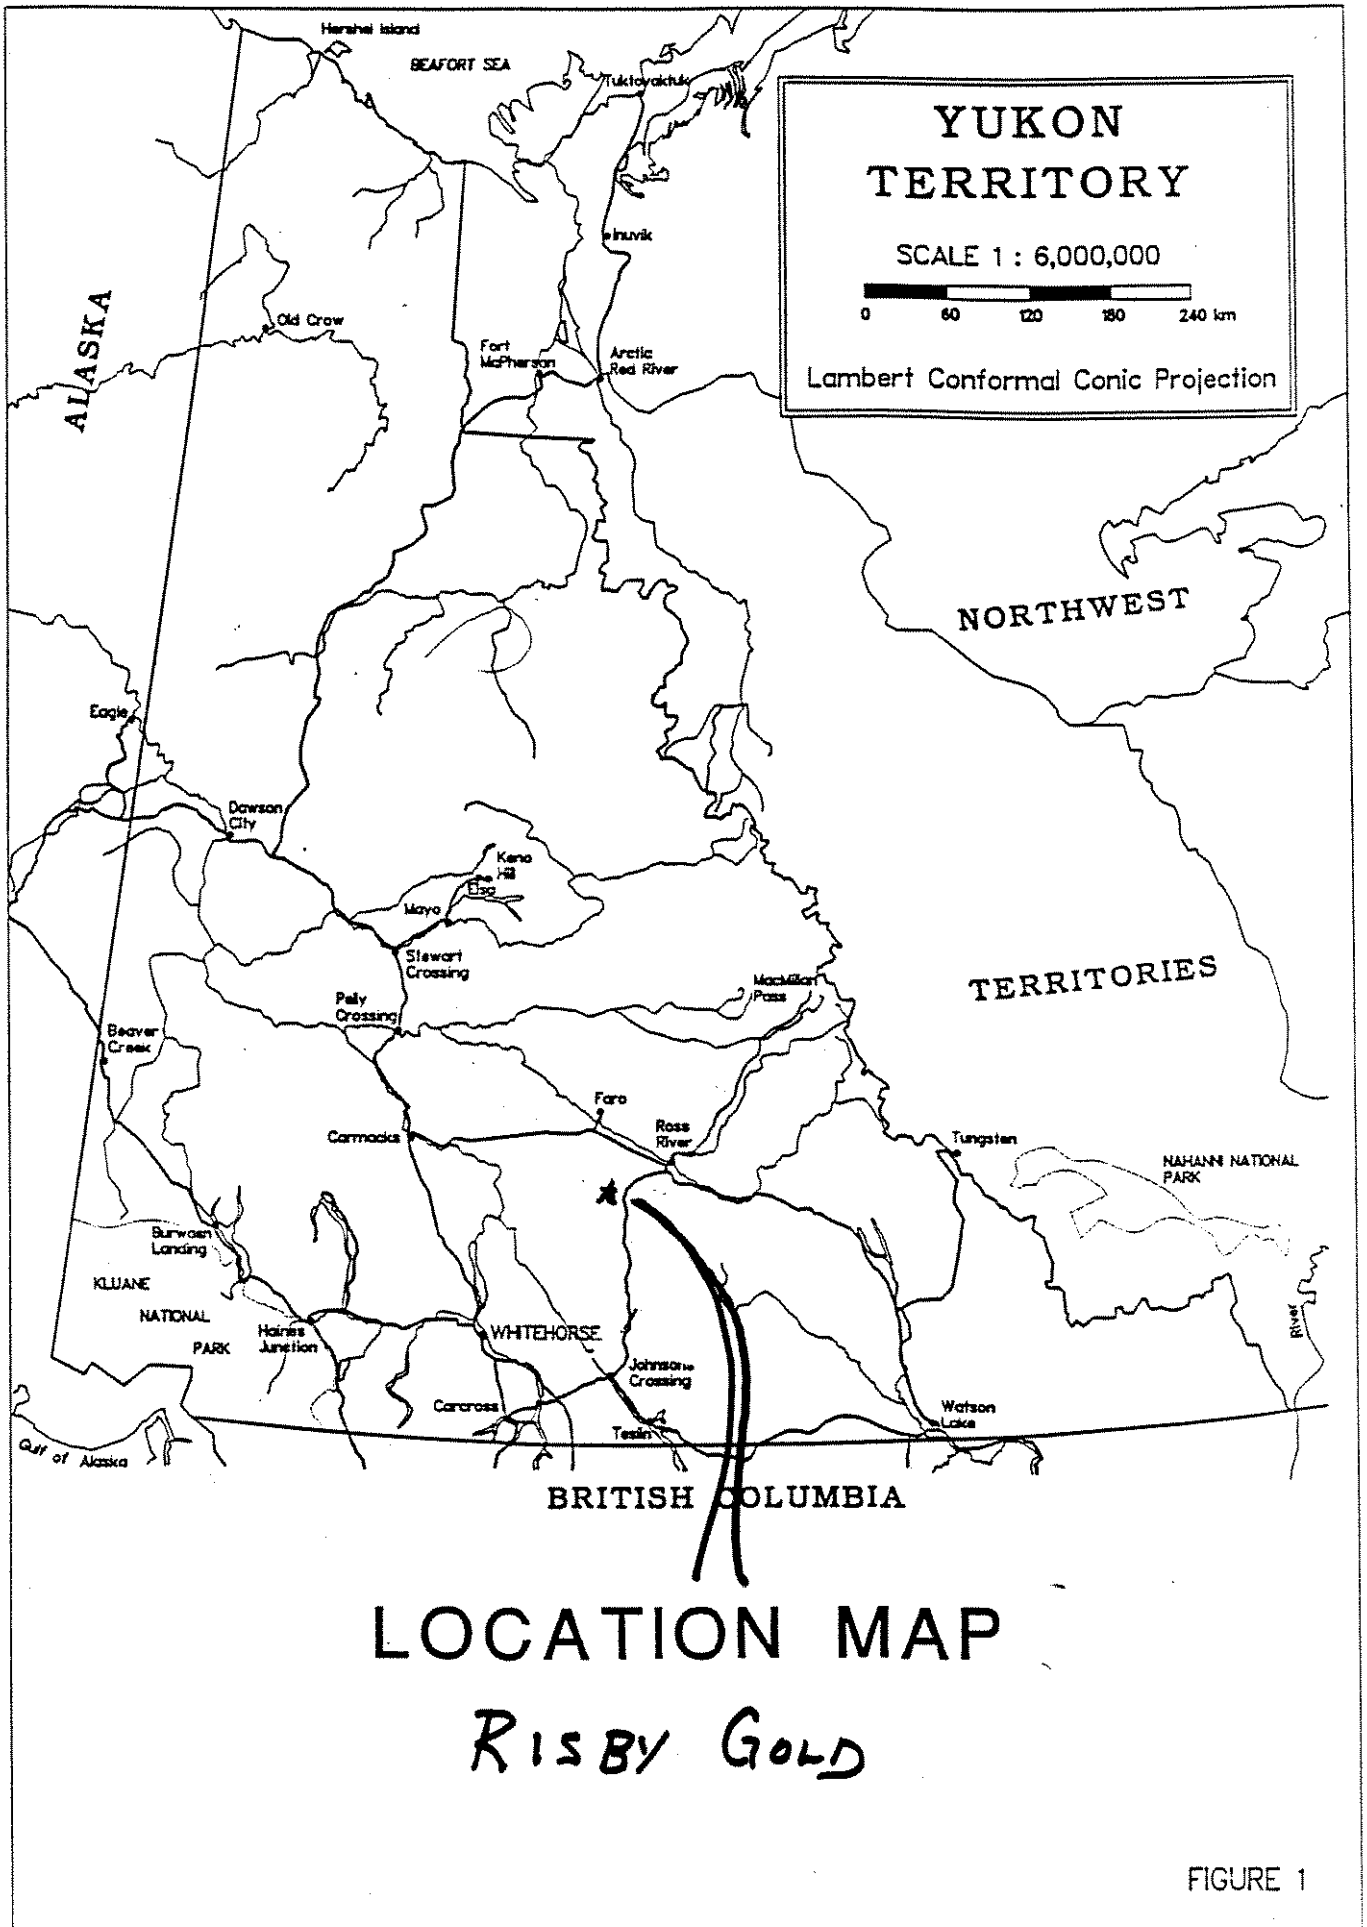 Hershel Island
BEAFORT SEA
Tuktoyaktuk
YUKON
TERRITORY
SCALE 1 : 6,000,000
0 60 120 180 240 km
Lambert Conformal Conic Projection
Inuvik
ALASKA
Old Crow
Fort
McPherson
Arctic
Red River
NORTHWEST
Eagle
Dawson
City
Keno
Hill
Elsa
Mayo
Stewart
Crossing
TERRITORIES
MacMillan
Pass
Pelly
Crossing
Beaver
Creek
Faro
Ross
River
Carmacks
Tungsten
NAHANNI NATIONAL
PARK
Burwash
Landing
KLUANE
NATIONAL
PARK
Haines
Junction
WHITEHORSE
River
Johnsons
Crossing
Carcross
Teslin
Watson
Lake
Gulf of Alaska
BRITISH COLUMBIA
LOCATION MAP
RISBY GOLD
FIGURE 1